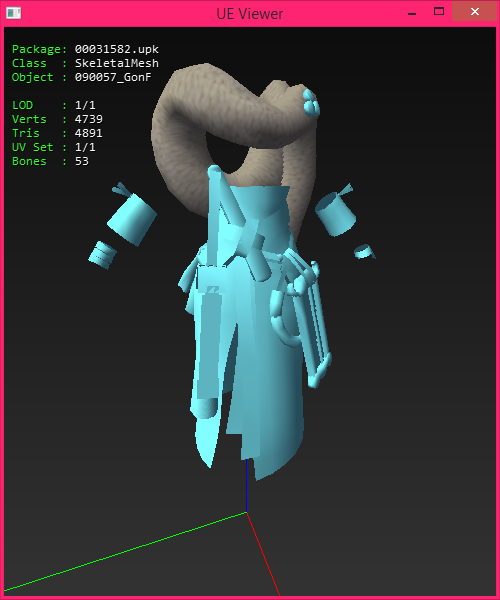 UE Viewer
Package: 00031582.upk
Class  : SkeletalMesh
Object : 090057_GonF
LOD    : 1/1
Verts  : 4739
Tris   : 4891
UV Set : 1/1
Bones  : 53